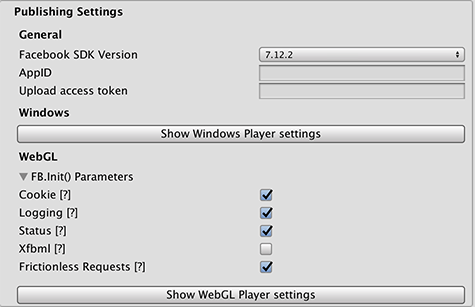 Publishing Settings
General
Facebook SDK Version 7.12.2
AppID
Upload access token
Windows
Show Windows Player settings
WebGL
FB.Init() Parameters
Cookie [?]
Logging [?]
Status [?]
Xfbml [?]
Frictionless Requests [?]
Show WebGL Player settings